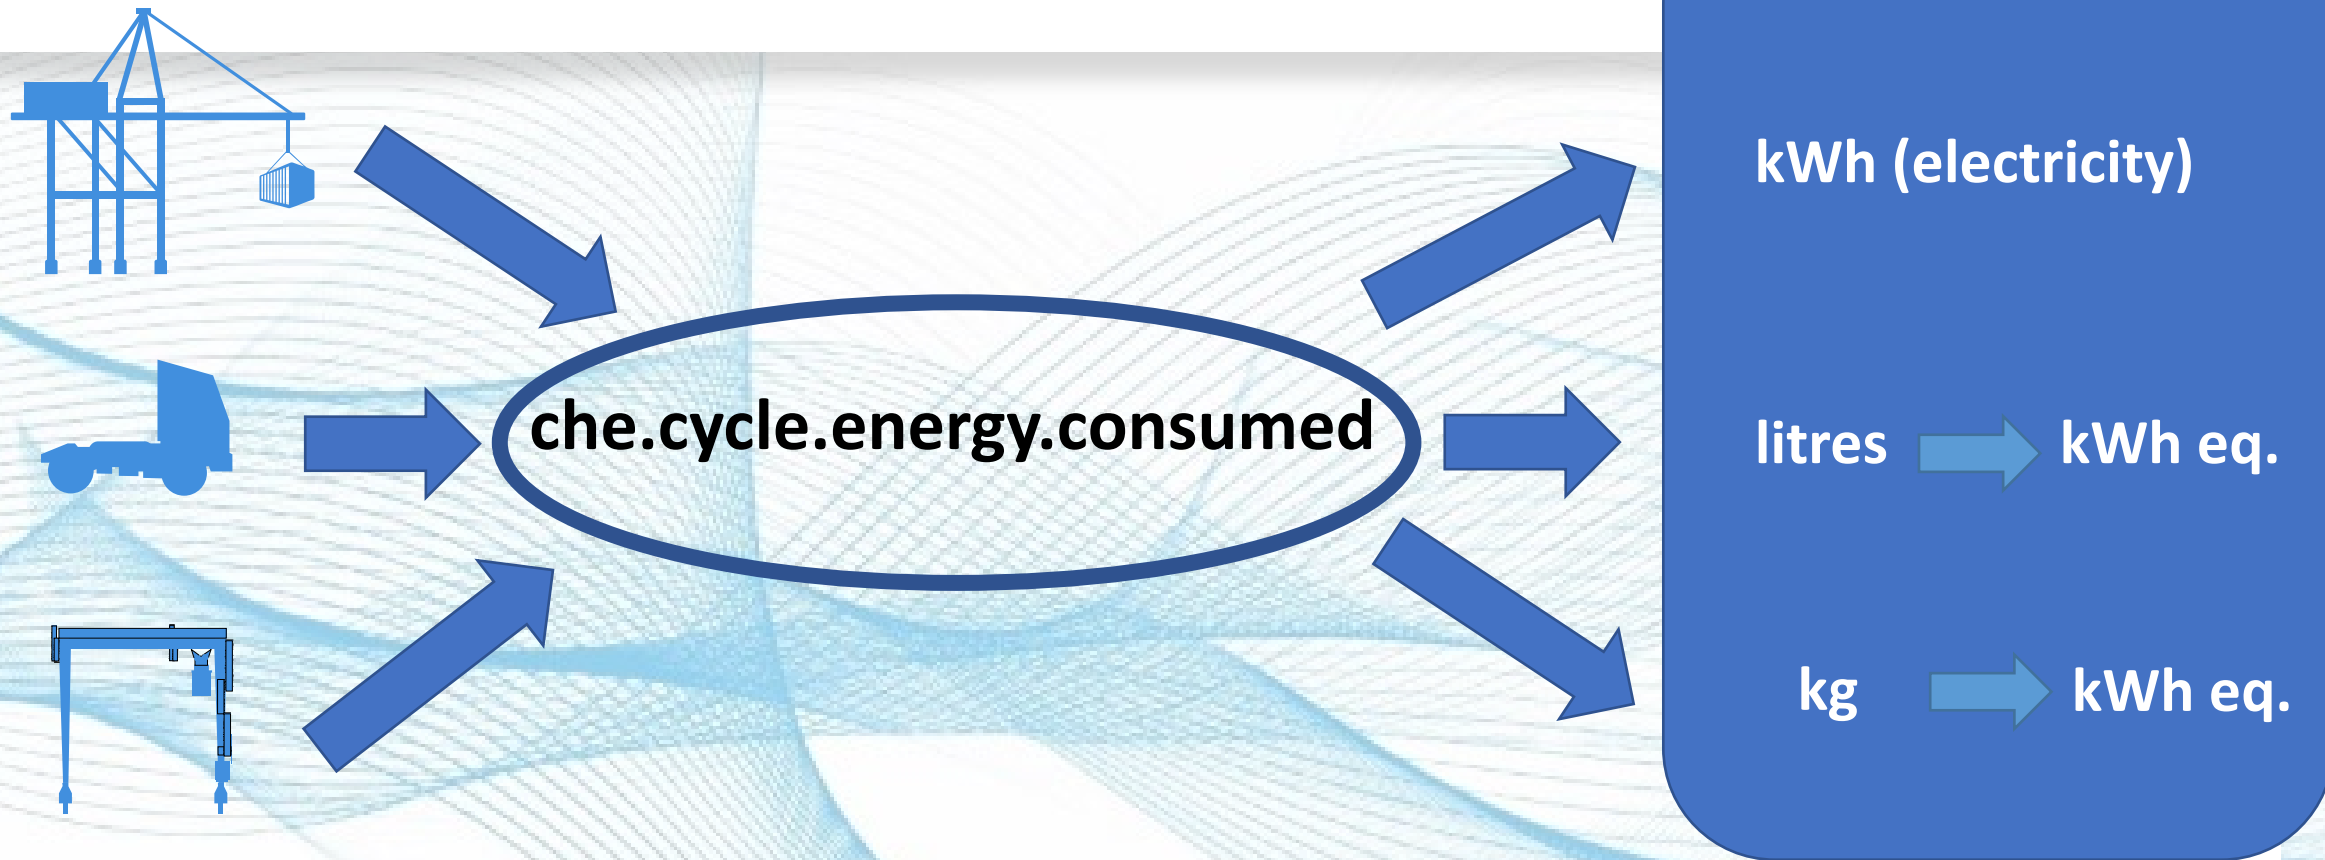 kWh (electricity)
che.cycle.energy.consumed
litres kWh eq.
kg kWh eq.